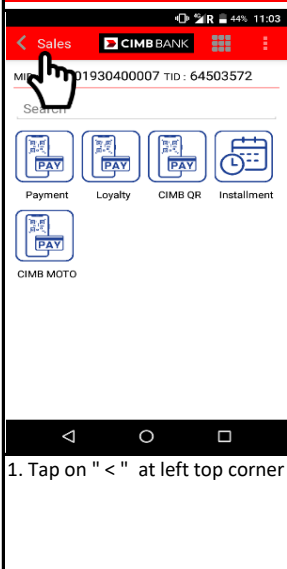 R 44% 11:03
< Sales CIMB BANK
01930400007 TID : 64503572
Search
PAY PAY PAY
Payment Loyalty CIMB QR Installment
PAY
CIMB MOTO
1. Tap on " < " at left top corner